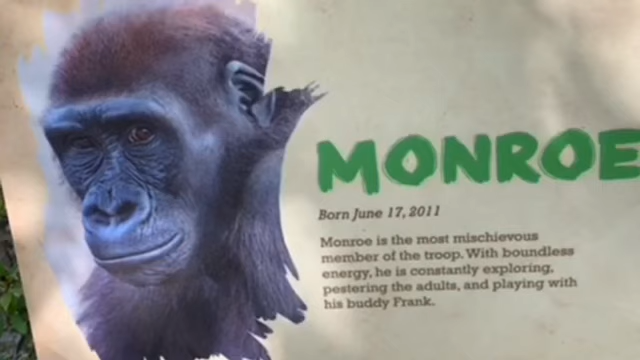 MONROE
Born June 17, 2011
Monroe is the most mischievous
member of the troop. With boundless
energy, he is constantly exploring,
pestering the adults, and playing with
his buddy Frank.